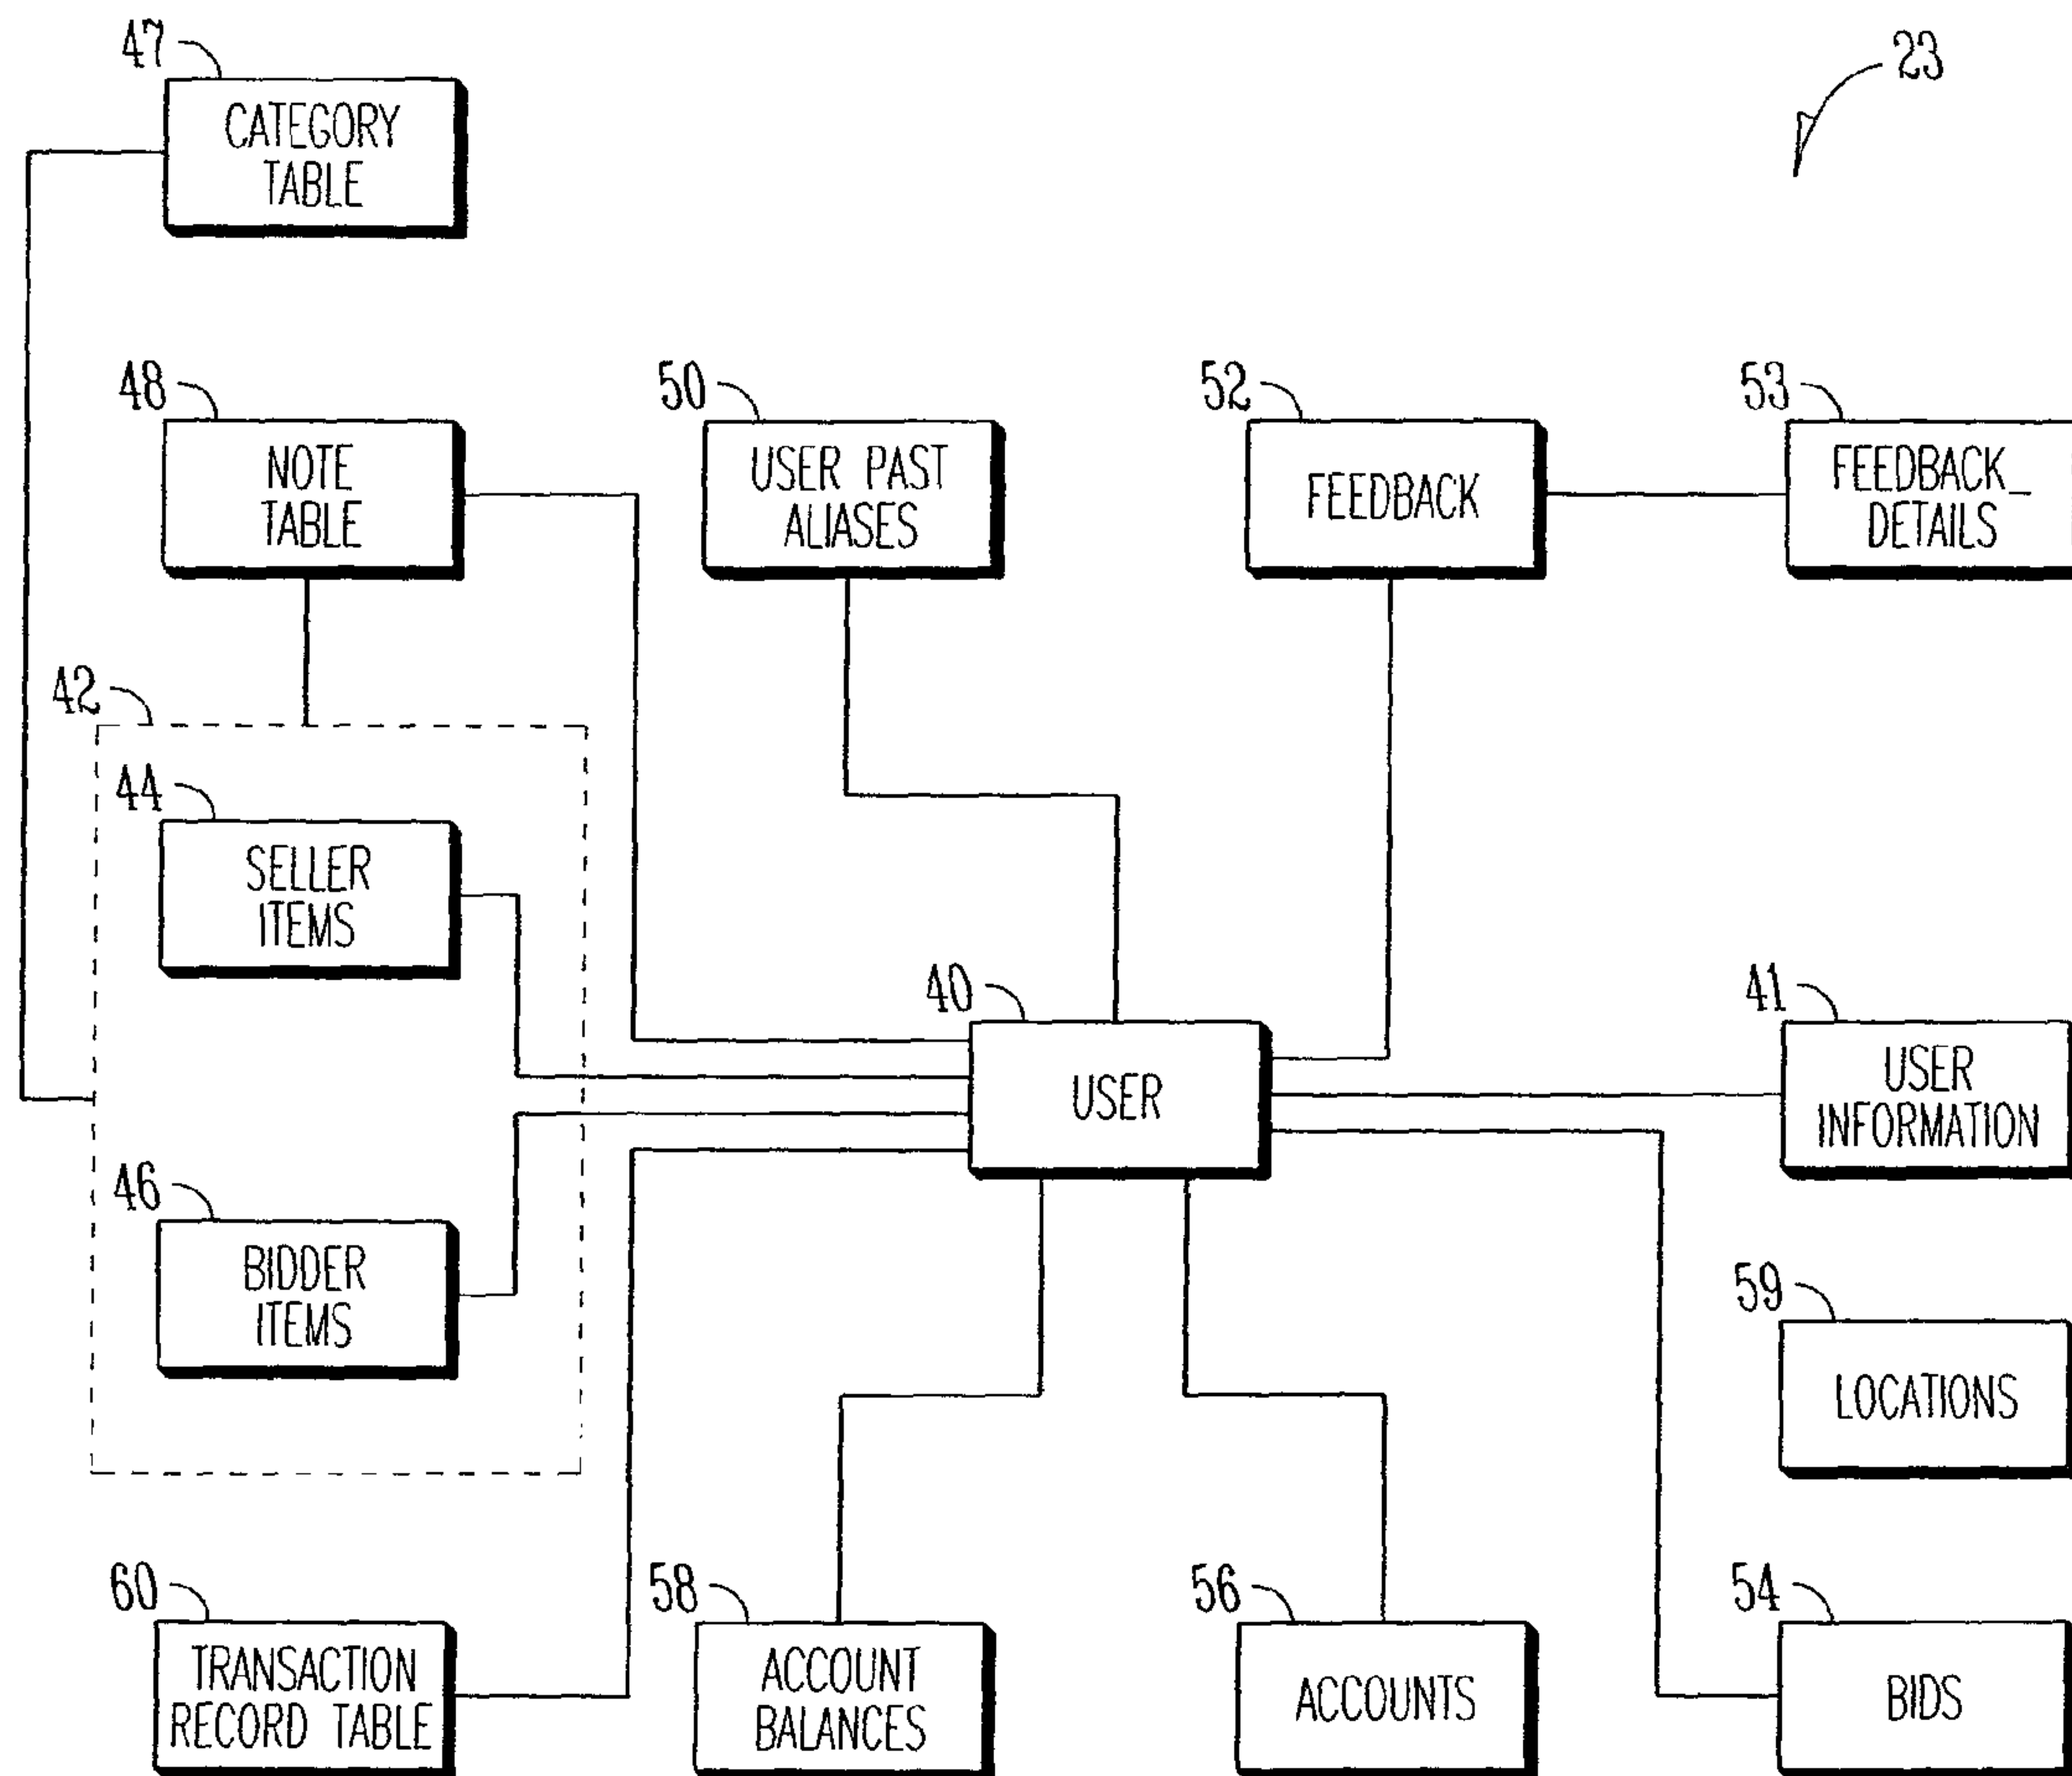 47
CATEGORY
TABLE
23
48
NOTE
TABLE
50
USER PAST
ALIASES
52
FEEDBACK
53
FEEDBACK_
DETAILS
42
44
SELLER
ITEMS
40
USER
41
USER
INFORMATION
46
BIDDER
ITEMS
59
LOCATIONS
60
TRANSACTION
RECORD TABLE
58
ACCOUNT
BALANCES
56
ACCOUNTS
54
BIDS